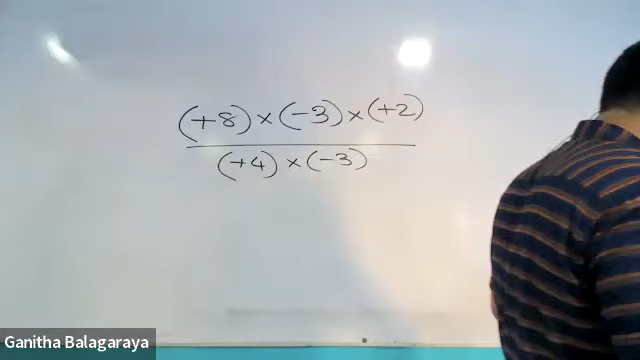 (+8) × (-3) × (+2)
(+4) × (-3)
Ganitha Balagaraya